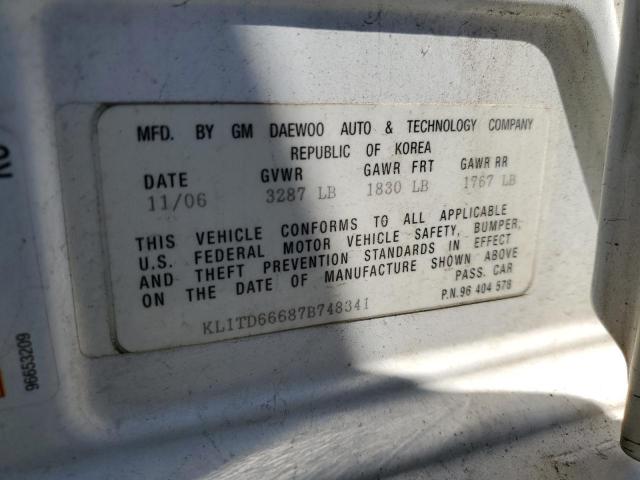 MFD. BY GM DAEWOO AUTO & TECHNOLOGY COMPANY
REPUBLIC OF KOREA
DATE GVWR GAWR FRT GAWR RR
11/06 3287 LB 1830 LB 1767 LB
THIS VEHICLE CONFORMS TO ALL APPLICABLE
U.S. FEDERAL MOTOR VEHICLE SAFETY, BUMPER,
AND THEFT PREVENTION STANDARDS IN EFFECT
ON THE DATE OF MANUFACTURE SHOWN ABOVE
PASS. CAR
P.N.96 404 578
KL1TD66687B748341
96653209